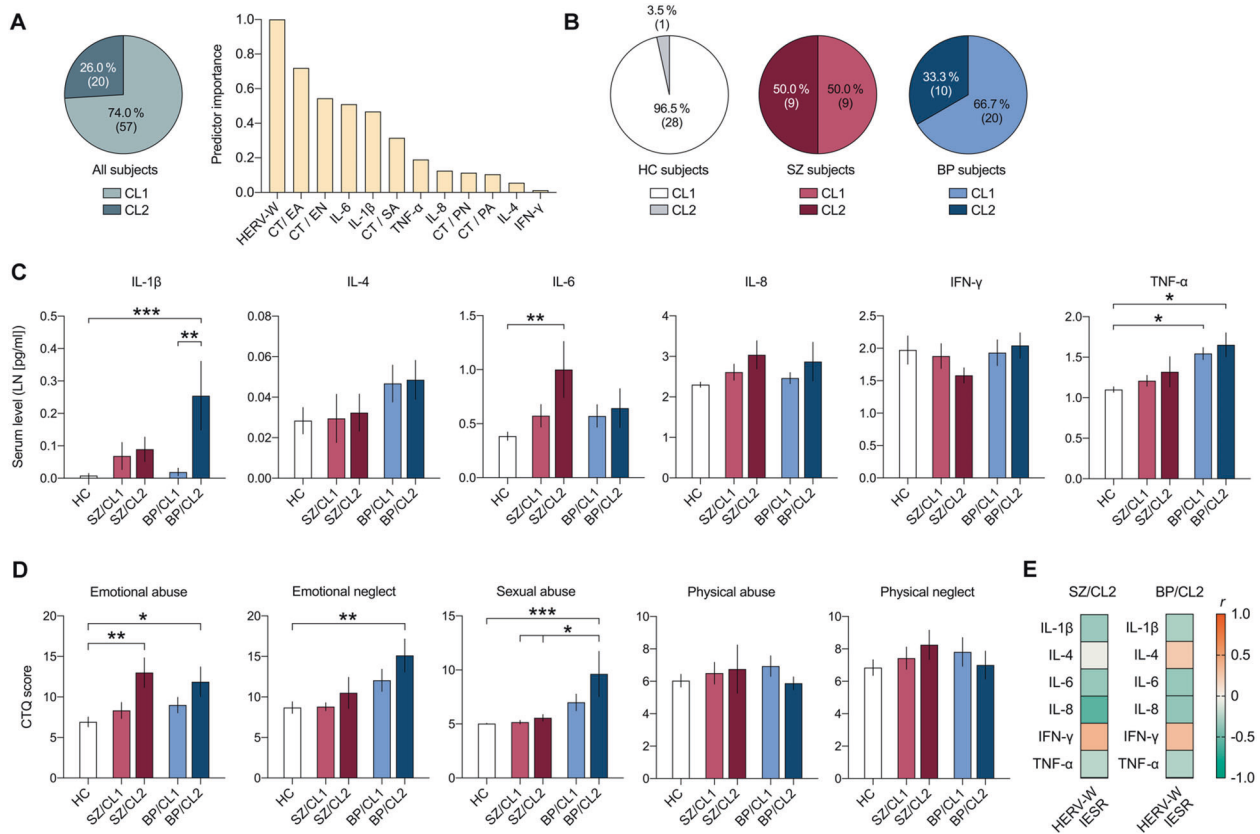 A
26.0 %
(20)
74.0 %
(57)
All subjects
CL1
CL2
Predictor importance
1.0
0.8
0.6
0.4
0.2
0.0
HERV-W
CT/ EA
CT / EN
IL-6
IL-1β
CT / SA
TNF-α
IL-8
CT / PN
CT / PA
IL-4
IFN-γ
B
3.5 %
(1)
96.5 %
(28)
HC subjects
CL1
CL2
50.0 %
(9)
50.0 %
(9)
SZ subjects
CL1
CL2
33.3 %
(10)
66.7 %
(20)
BP subjects
CL1
CL2
C
Serum level (LN [pg/ml])
IL-1β
0.5
0.4
0.3
0.2
0.1
0.0
***
**
HC
SZ/CL1
SZ/CL2
BP/CL1
BP/CL2
IL-4
0.08
0.06
0.04
0.02
0.00
HC
SZ/CL1
SZ/CL2
BP/CL1
BP/CL2
IL-6
1.5
1.0
0.5
0.0
**
HC
SZ/CL1
SZ/CL2
BP/CL1
BP/CL2
IL-8
5
4
3
2
0
HC
SZ/CL1
SZ/CL2
BP/CL1
BP/CL2
IFN-γ
2.5
2.0
1.5
1.0
0.0
HC
SZ/CL1
SZ/CL2
BP/CL1
BP/CL2
TNF-α
2.0
1.5
1.0
0.0
*
*
HC
SZ/CL1
SZ/CL2
BP/CL1
BP/CL2
D
CTQ score
Emotional abuse
20
15
10
5
0
*
**
HC
SZ/CL1
SZ/CL2
BP/CL1
BP/CL2
Emotional neglect
20
15
10
5
0
**
HC
SZ/CL1
SZ/CL2
BP/CL1
BP/CL2
Sexual abuse
15
10
5
0
***
*
HC
SZ/CL1
SZ/CL2
BP/CL1
BP/CL2
Physical abuse
10
8
6
4
0
HC
SZ/CL1
SZ/CL2
BP/CL1
BP/CL2
Physical neglect
10
8
6
4
0
HC
SZ/CL1
SZ/CL2
BP/CL1
BP/CL2
E
SZ/CL2
IL-1β
IL-4
IL-6
IL-8
IFN-γ
TNF-α
HERV-W
IESR
BP/CL2
IL-1β
IL-4
IL-6
IL-8
IFN-γ
TNF-α
HERV-W
IESR
r
1.0
0.5
0
-0.5
-1.0